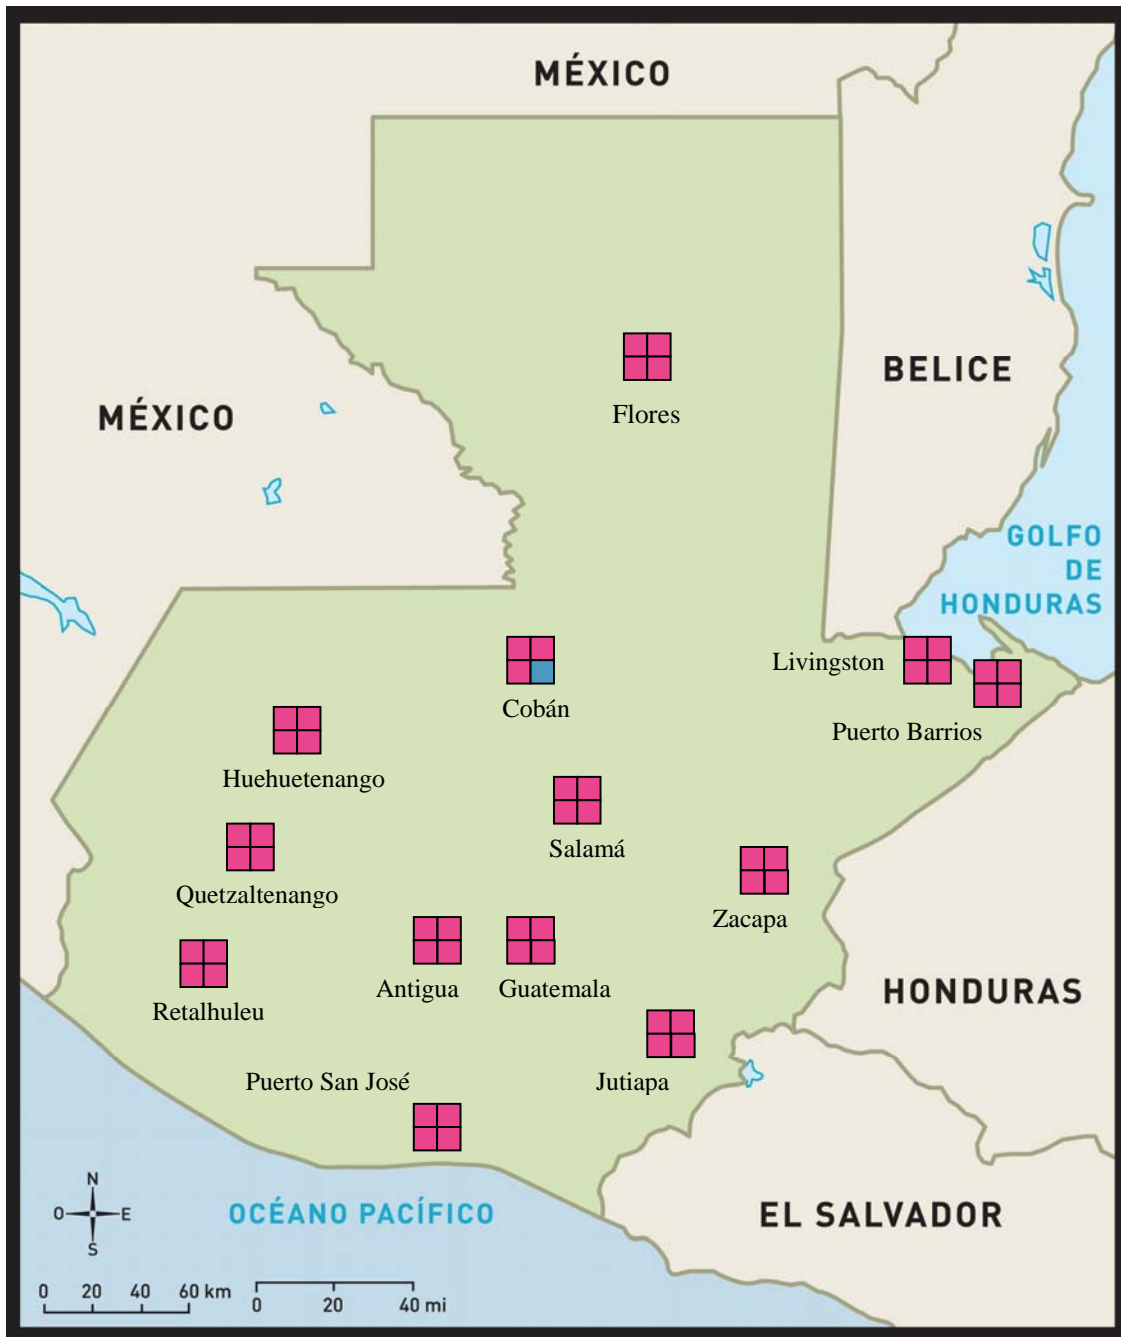 MÉXICO
BELICE
Flores
MÉXICO
GOLFO
DE
HONDURAS
Livingston
Cobán
Puerto Barrios
Huehuetenango
Salamá
Quetzaltenango
Zacapa
Antigua
Guatemala
HONDURAS
Retalhuleu
Puerto San José
Jutiapa
N
O
E
S
OCÉANO PACÍFICO
EL SALVADOR
0 20 40 60 km
0 20 40 mi